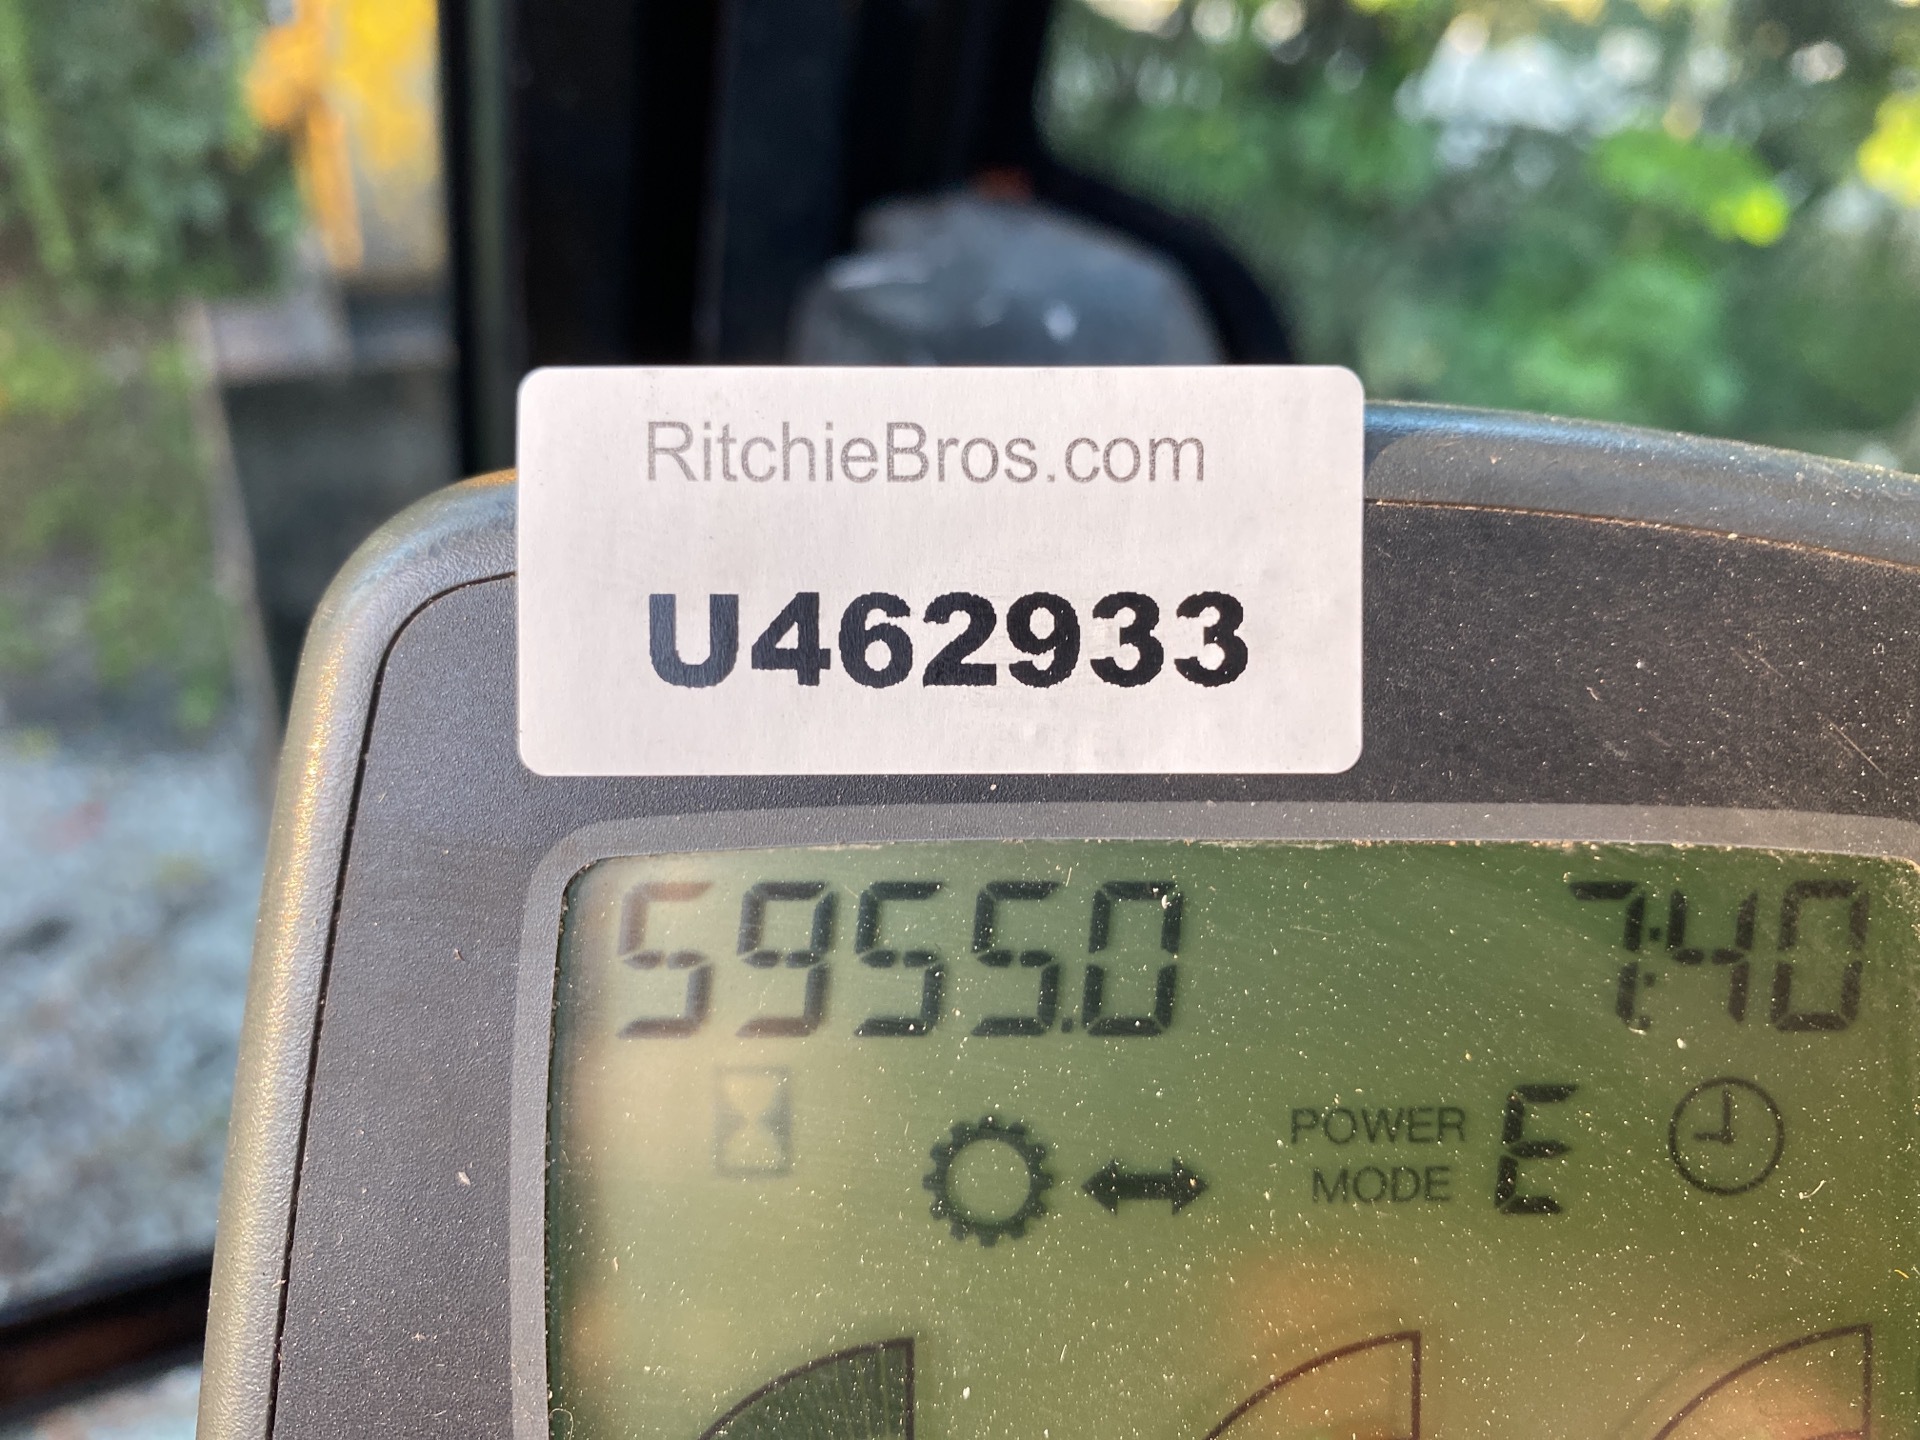 RitchieBros.com
U462933
5955.0 7:40
POWER
MODE E